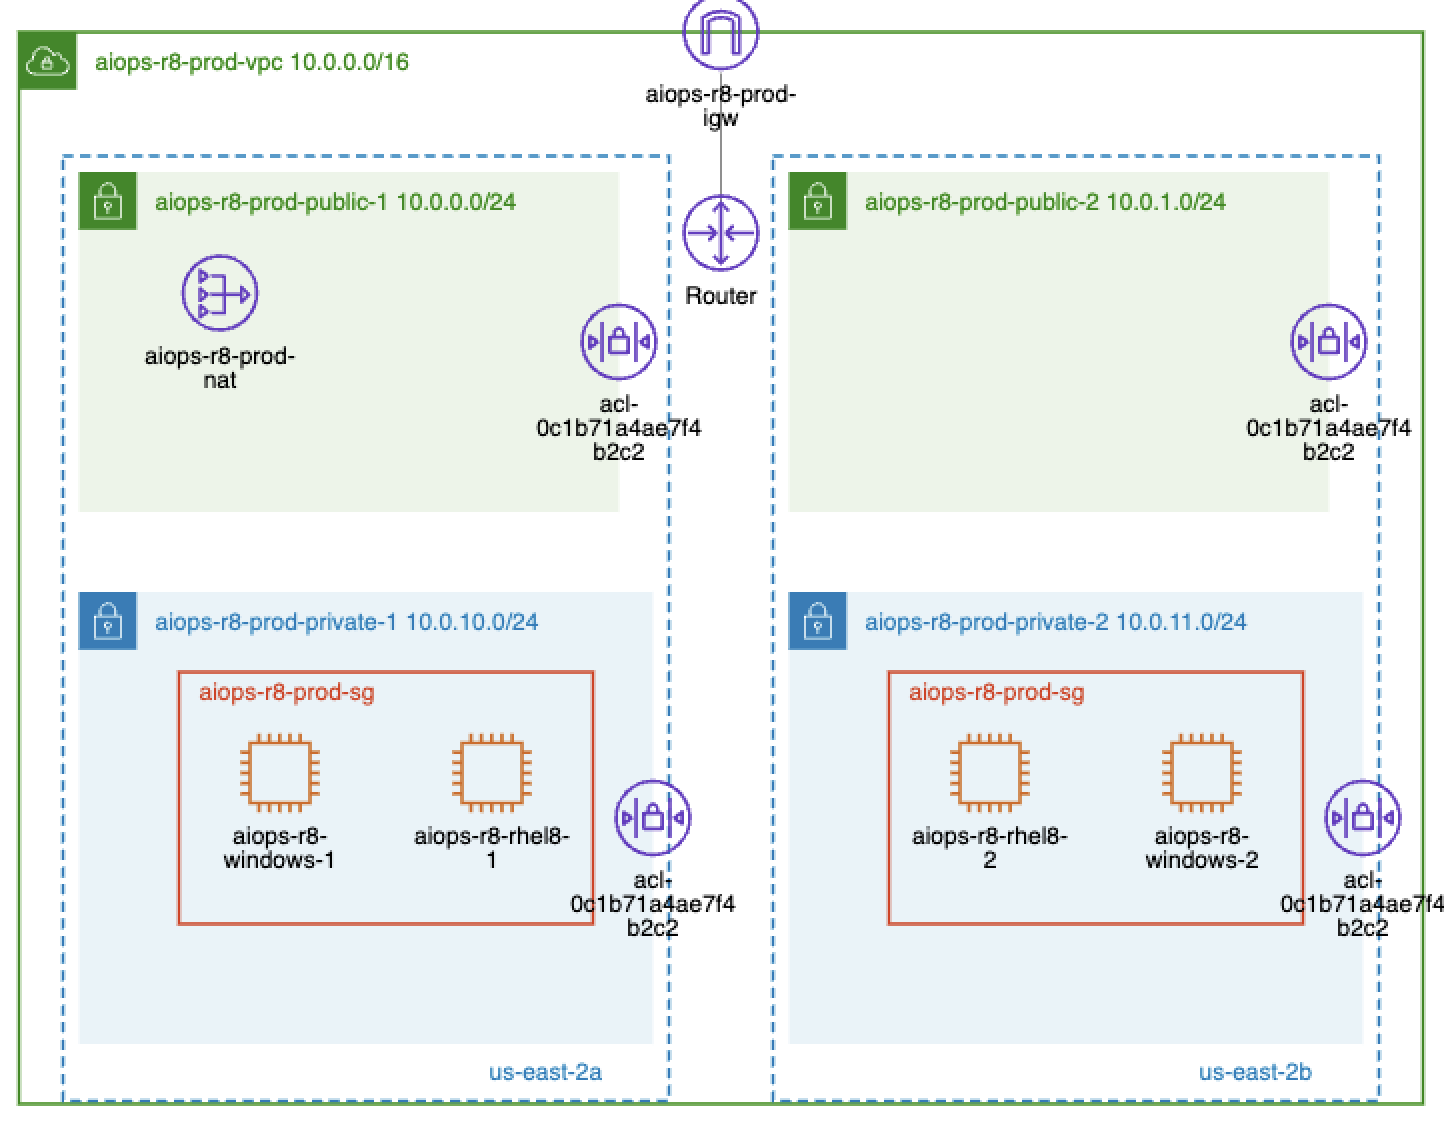 aiops-r8-prod-vpc 10.0.0.0/16
aiops-r8-prod-
igw
aiops-r8-prod-public-1 10.0.0.0/24
aiops-r8-prod-
nat
acl-
0c1b71a4ae7f4
b2c2
Router
aiops-r8-prod-public-2 10.0.1.0/24
acl-
0c1b71a4ae7f4
b2c2
aiops-r8-prod-private-1 10.0.10.0/24
aiops-r8-prod-sg
aiops-r8-
windows-1
aiops-r8-rhel8-
1
acl-
0c1b71a4ae7f4
b2c2
us-east-2a
aiops-r8-prod-private-2 10.0.11.0/24
aiops-r8-prod-sg
aiops-r8-rhel8-
2
aiops-r8-
windows-2
acl-
0c1b71a4ae7f4
b2c2
us-east-2b